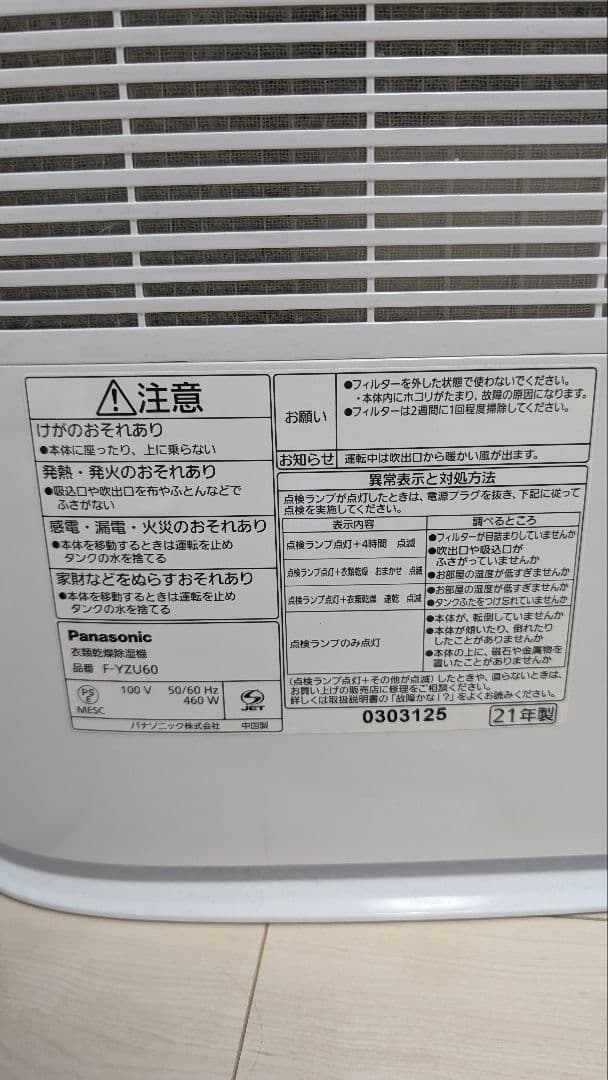 ⚠注意
けがのおそれあり
●本体に座ったり、上に乗らない
発熱・発火のおそれあり
●吸込口や吹出口を布やふとんなどで
ふさがない
感電・漏電・火災のおそれあり
●本体を移動するときは運転を止め
タンクの水を捨てる
家財などをぬらすおそれあり
●本体を移動するときは運転を止め
タンクの水を捨てる
Panasonic
衣類乾燥除湿機
品番 F-YZU60
PS
E
MESC
100 V 50/60 Hz
460 W
JET
パナソニック株式会社 中国製
お願い
●フィルターを外した状態で使わないでください。
・本体内にホコリがたまり、故障の原因になります。
●フィルターは2週間に1回程度掃除してください。
お知らせ 運転中は吹出口から暖かい風が出ます。
異常表示と対処方法
点検ランプが点灯したときは、電源プラグを抜き、下記に従って
点検を実施してください。
表示内容 調べるところ
点検ランプ点灯+4時間 点滅
●フィルターが目詰まりしていませんか
●吹出口や吸込口が
ふさがっていませんか
点検ランプ点灯+衣類乾燥 おまかせ 点滅
●お部屋の温度が低すぎませんか
点検ランプ点灯+衣類乾燥 速乾 点滅
●お部屋の湿度が低すぎませんか
●タンクふたをつけ忘れていませんか
点検ランプのみ点灯
●本体が、転倒していませんか
●本体が傾いたり、倒れたり
したことがありませんか
●本体の上に、磁石や金属物を
置いたことがありませんか
(点検ランプ点灯+その他が点滅)したときや、直らないときは、
お買い上げの販売店に修理をご相談ください。
詳しくは取扱説明書の「故障かな!?」をよくお読みください。
0303125 21年製